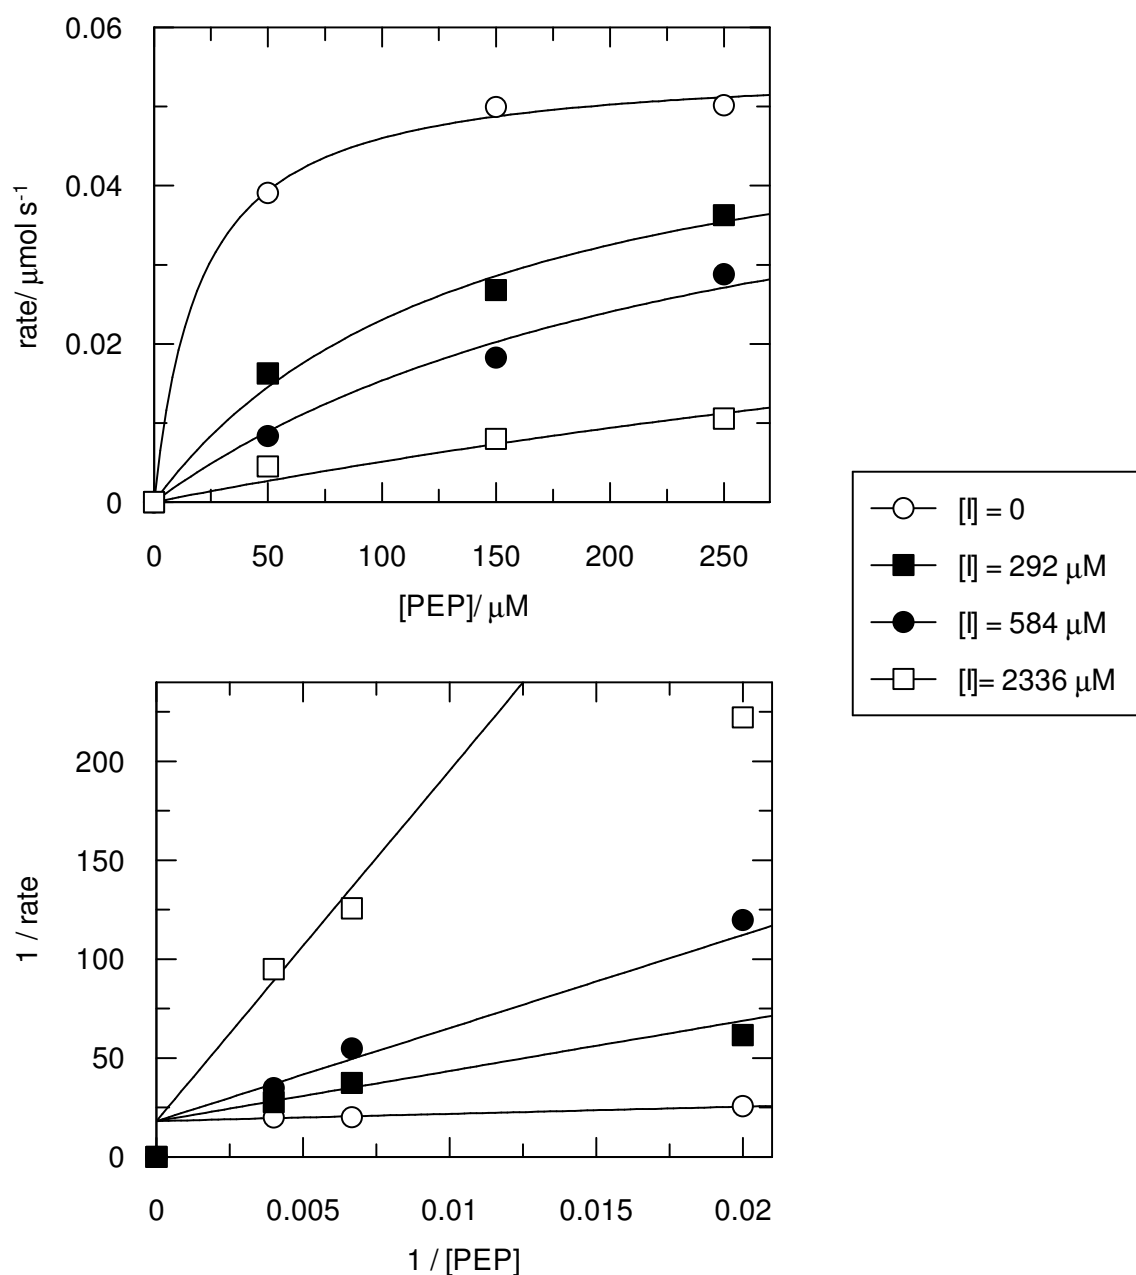 0.06
0.04
0.02
0
rate/ μmol s⁻¹
0 50 100 150 200 250
[PEP]/ μM
[I] = 0
[I] = 292 μM
[I] = 584 μM
[I]= 2336 μM
200
150
100
50
0
1 / rate
0 0.005 0.01 0.015 0.02
1 / [PEP]